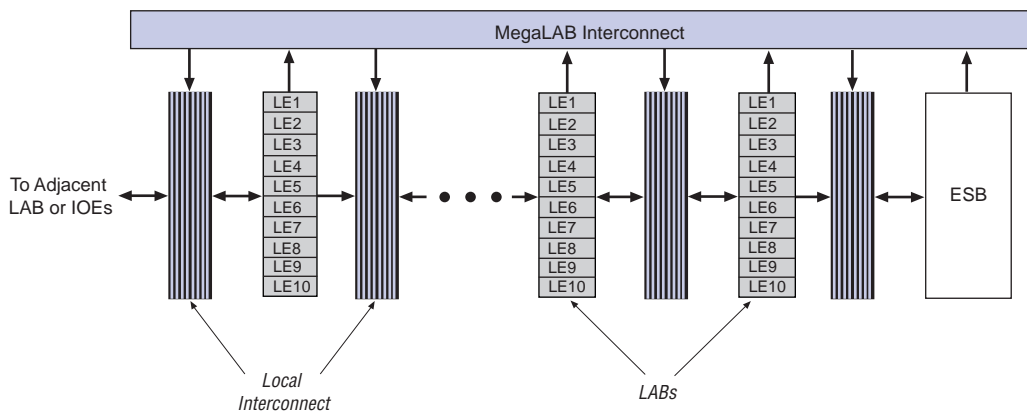 MegaLAB Interconnect
LE1
LE2
LE3
LE4
LE5
LE6
LE7
LE8
LE9
LE10
LE1
LE2
LE3
LE4
LE5
LE6
LE7
LE8
LE9
LE10
LE1
LE2
LE3
LE4
LE5
LE6
LE7
LE8
LE9
LE10
To Adjacent
LAB or IOEs
ESB
Local
Interconnect
LABs